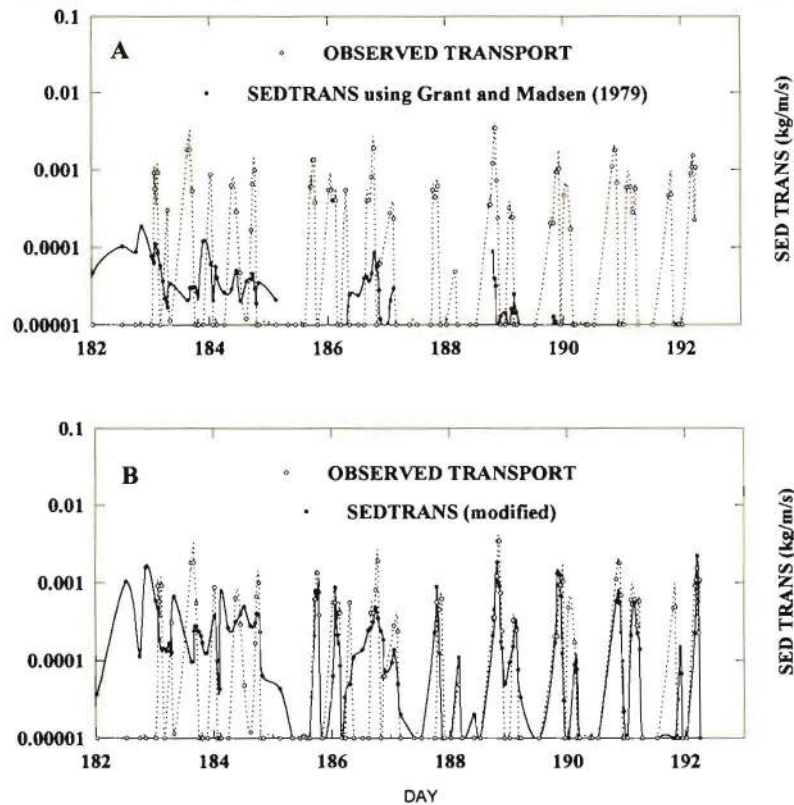 0.1
A
OBSERVED TRANSPORT
0.01
SEDTRANS using Grant and Madsen (1979)
0.001
0.0001
0.00001
182 184 186 188 190 192
SED TRANS (kg/m/s)
0.1
B
OBSERVED TRANSPORT
0.01
SEDTRANS (modified)
0.001
0.0001
0.00001
182 184 186 188 190 192
DAY
SED TRANS (kg/m/s)